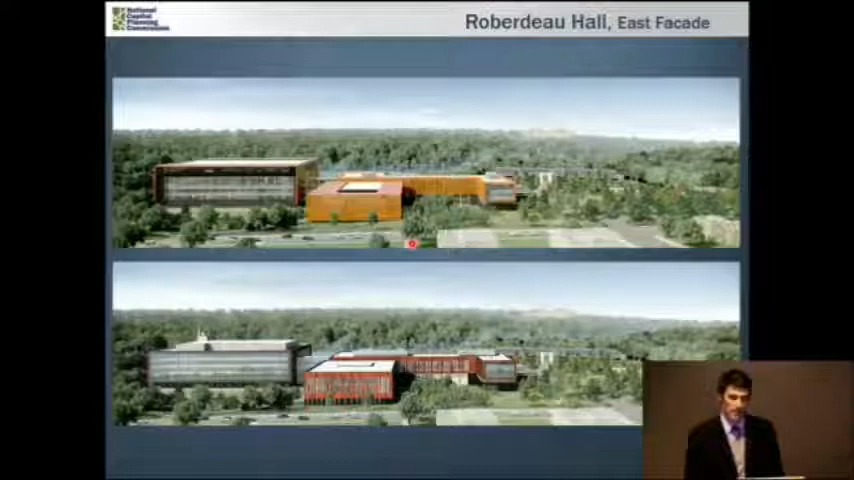 National
Capital
Planning
Commission
Roberdeau Hall, East Facade